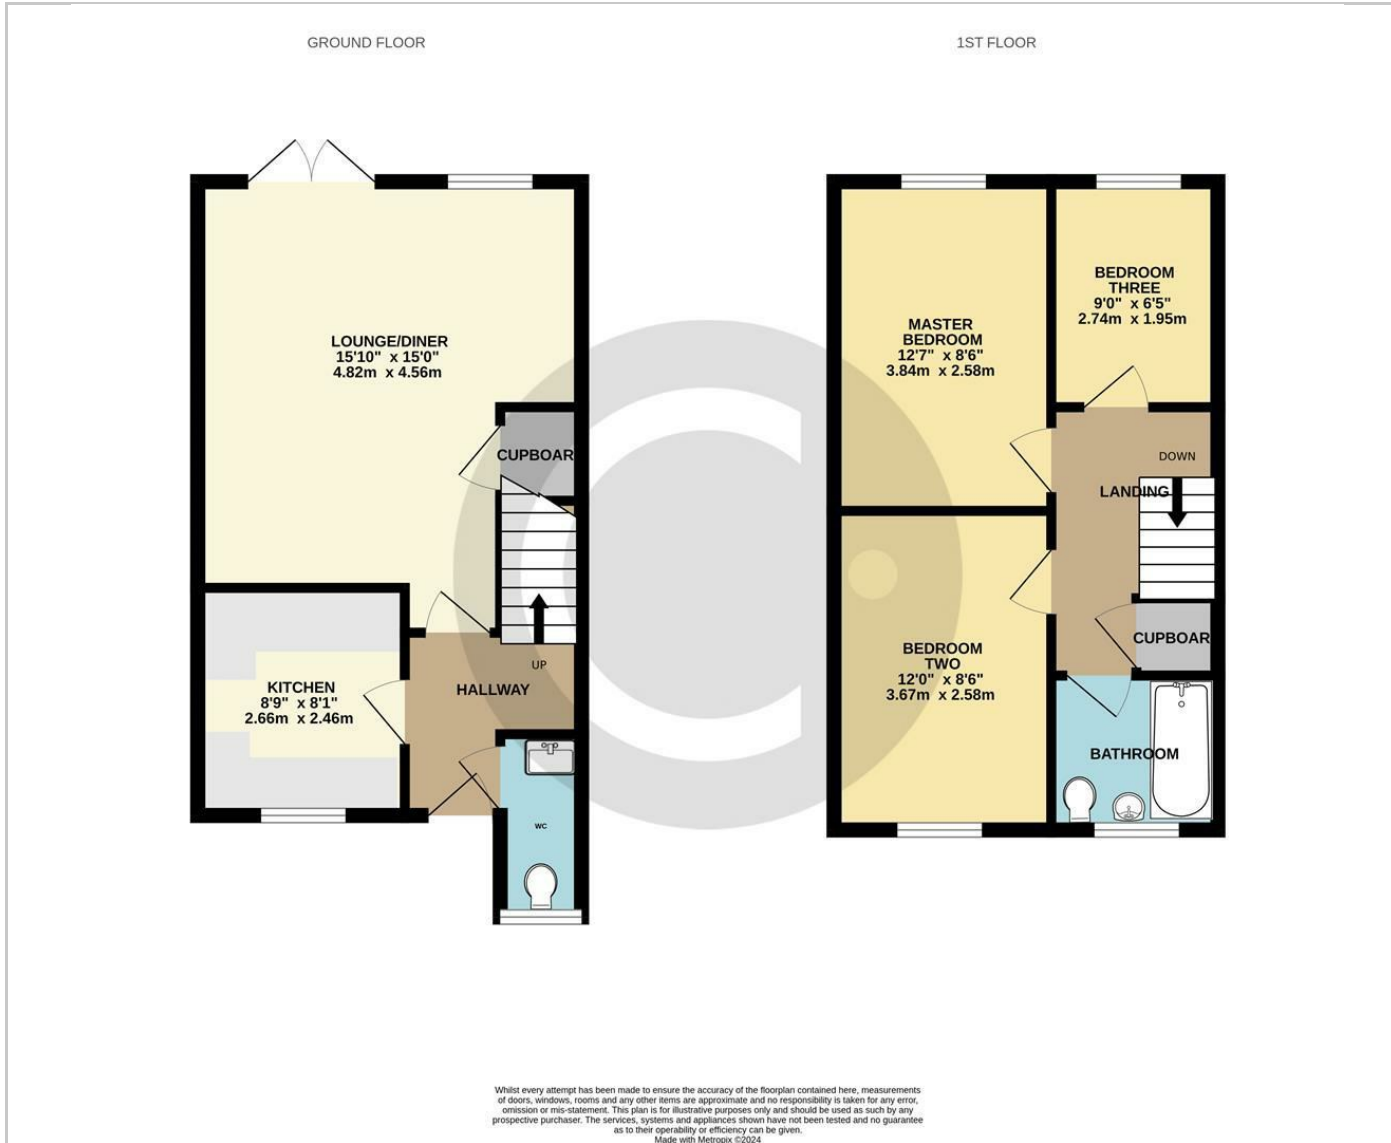 GROUND FLOOR
LOUNGE/DINER
15'10" x 15'0"
4.82m x 4.56m
CUPBOAR
KITCHEN
8'9" x 8'1"
2.66m x 2.46m
UP
HALLWAY
WC
1ST FLOOR
MASTER
BEDROOM
12'7" x 8'6"
3.84m x 2.58m
BEDROOM
THREE
9'0" x 6'5"
2.74m x 1.95m
DOWN
LANDING
CUPBOAR
BEDROOM
TWO
12'0" x 8'6"
3.67m x 2.58m
BATHROOM
Whilst every attempt has been made to ensure the accuracy of the floorplan contained here, measurements
of doors, windows, rooms and any other items are approximate and no responsibility is taken for any error,
omission or mis-statement. This plan is for illustrative purposes only and should be used as such by any
prospective purchaser. The services, systems and appliances shown have not been tested and no guarantee
as to their operability or efficiency can be given.
Made with Metropix ©2024